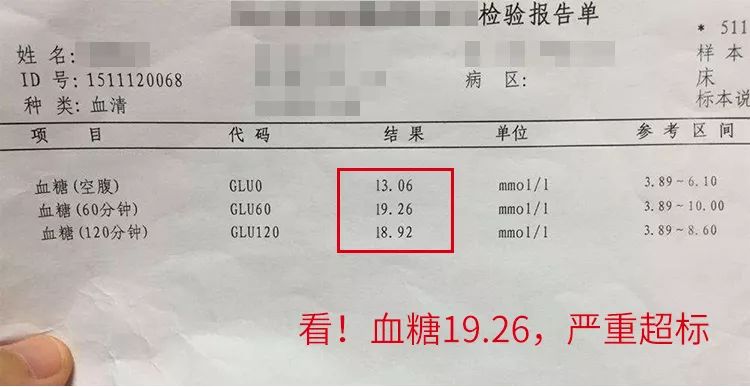 检验报告单
* 511
姓 名:
样 本
ID 号: 1511120068
病 区:
床
种 类: 血清
标本说
项 目 代 码 结 果 单 位 参 考 区 间
血糖(空腹) GLU0 13.06 mmol/l 3.89~6.10
血糖(60分钟) GLU60 19.26 mmol/l 3.89~10.00
血糖(120分钟) GLU120 18.92 mmol/l 3.89~8.60
看！血糖19.26，严重超标